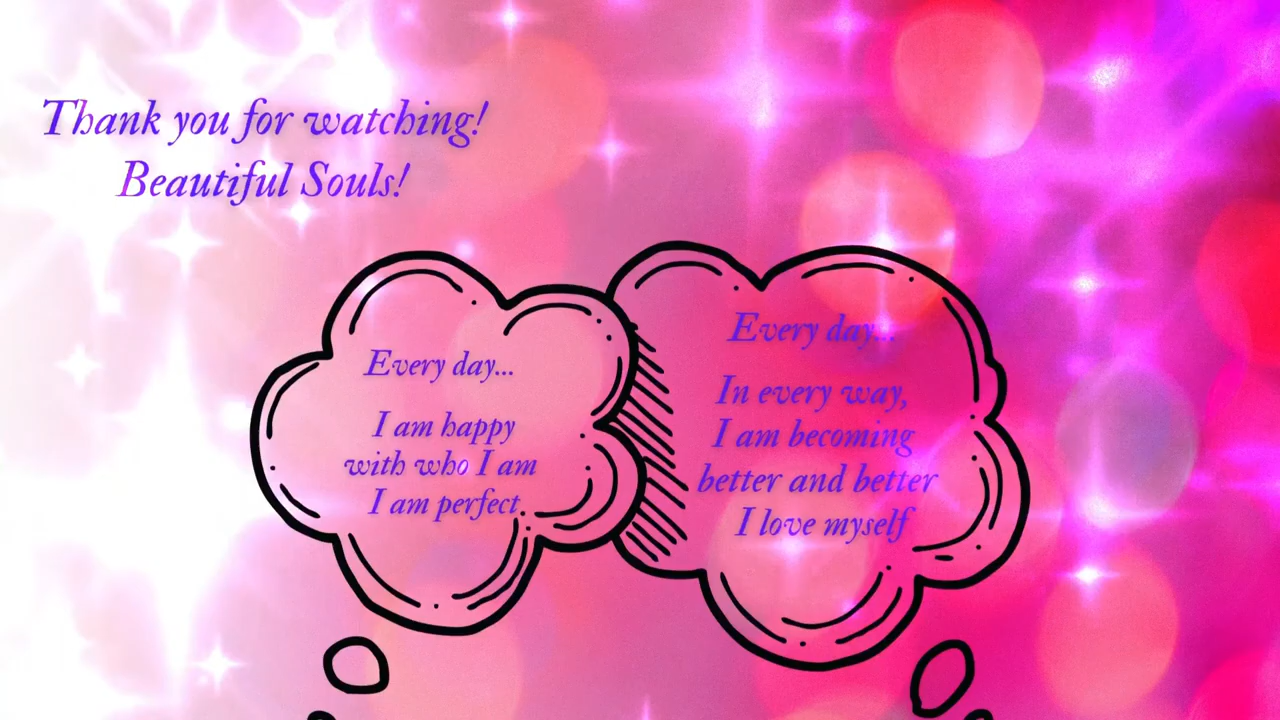 Thank you for watching!
Beautiful Souls!
Every day...
I am happy
with who I am
I am perfect
Every day...
In every way,
I am becoming
better and better
I love myself